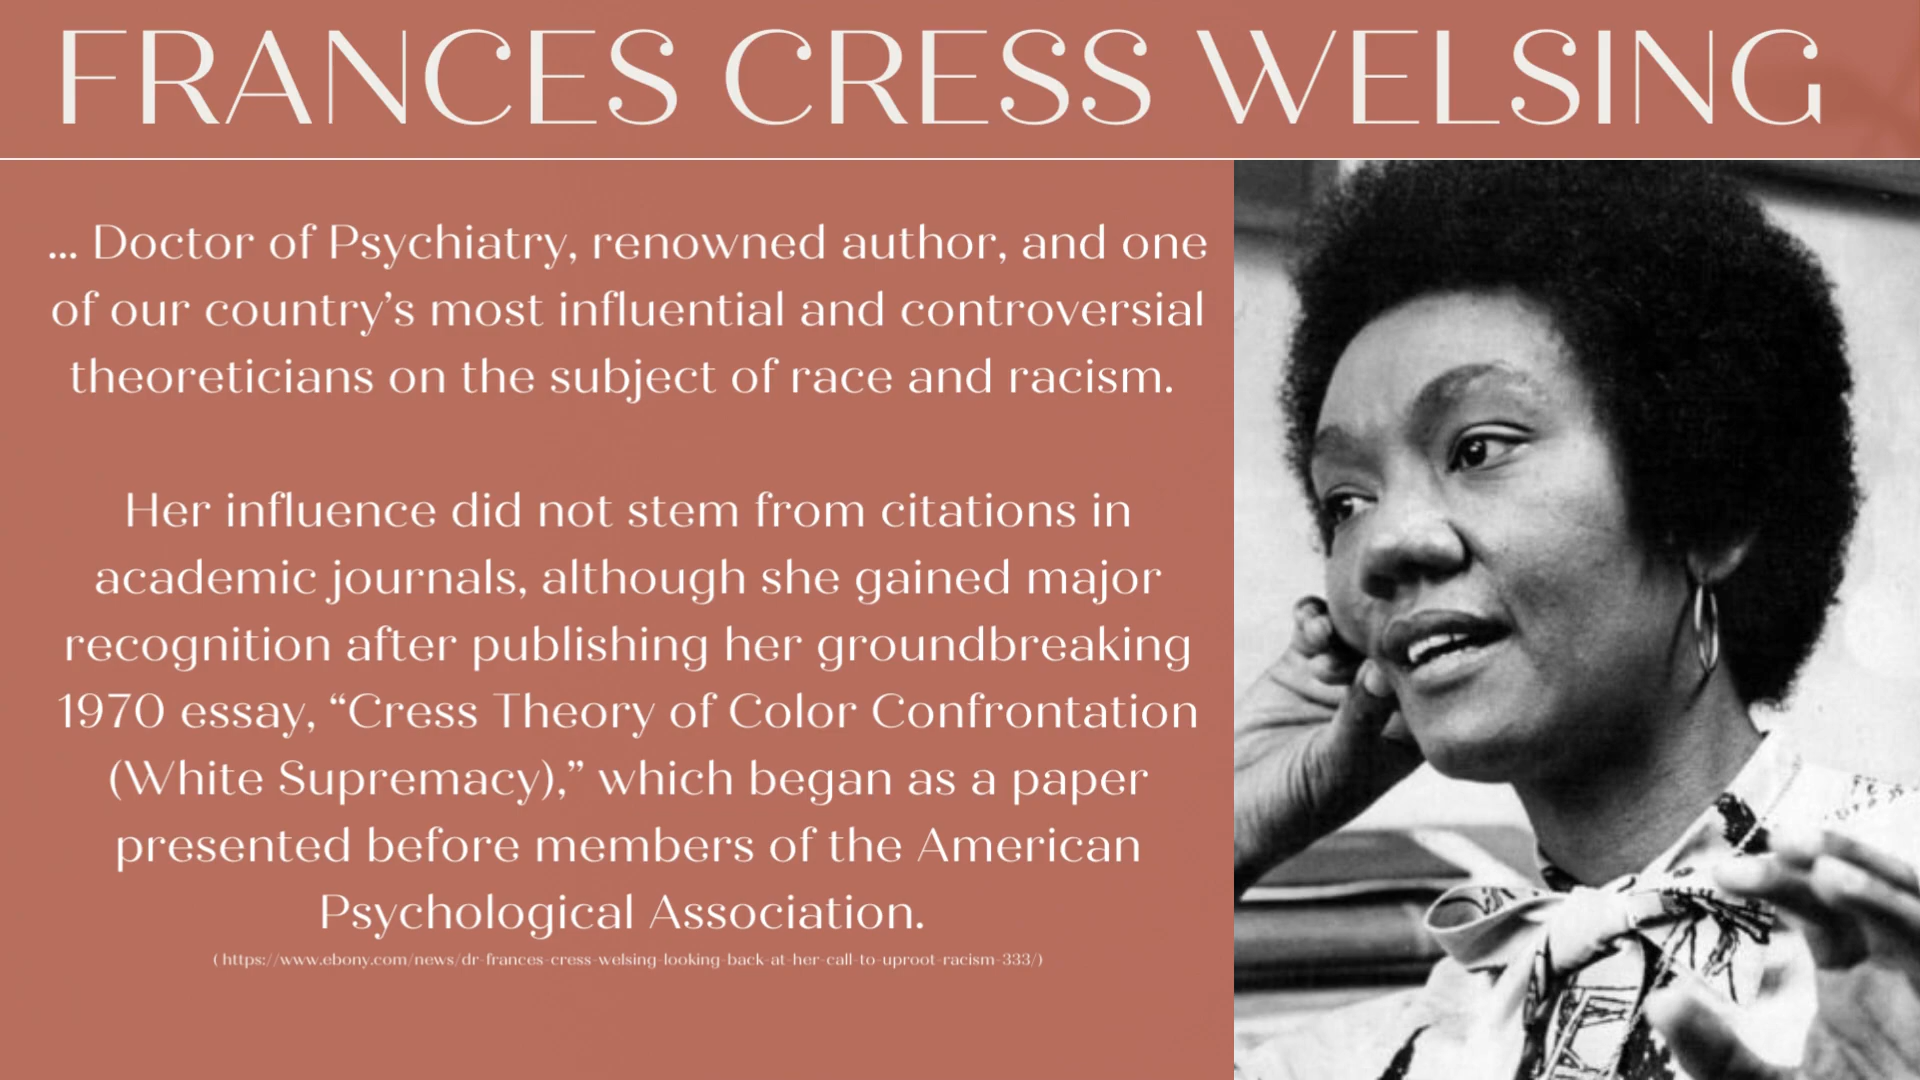 FRANCES CRESS WELSING
... Doctor of Psychiatry, renowned author, and one
of our country’s most influential and controversial
theoreticians on the subject of race and racism.
Her influence did not stem from citations in
academic journals, although she gained major
recognition after publishing her groundbreaking
1970 essay, “Cress Theory of Color Confrontation
(White Supremacy),” which began as a paper
presented before members of the American
Psychological Association.
( https://www.ebony.com/news/dr-frances-cress-welsing-looking-back-at-her-call-to-uproot-racism-333/)